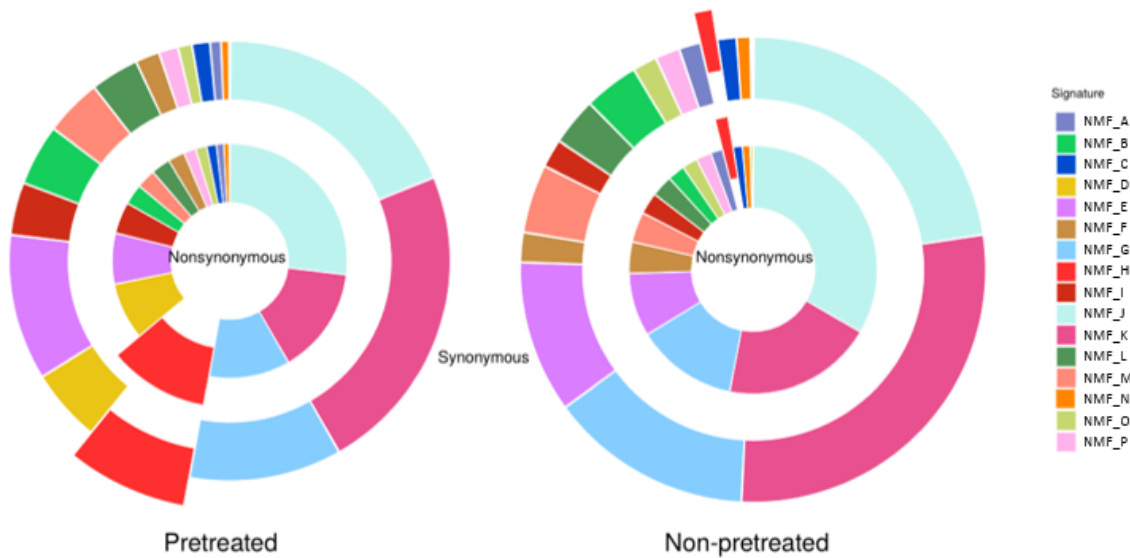 Signature
NMF_A
NMF_B
NMF_C
NMF_D
NMF_E
NMF_F
NMF_G
NMF_H
NMF_I
NMF_J
NMF_K
NMF_L
NMF_M
NMF_N
NMF_O
NMF_P
Nonsynonymous
Nonsynonymous
Synonymous
Pretreated
Non-pretreated